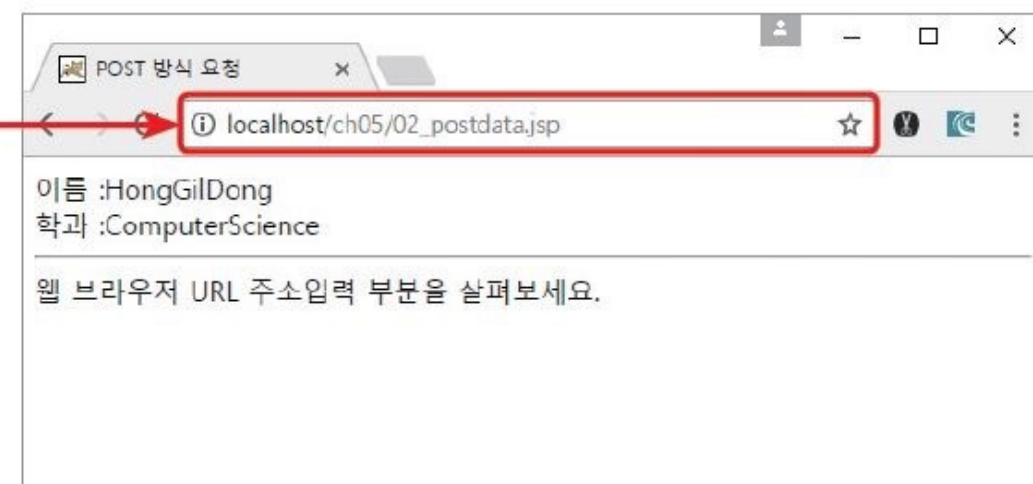 POST 방식 요청
localhost/ch05/02_postdata.jsp
이름 :HongGilDong
학과 :ComputerScience
웹 브라우저 URL 주소입력 부분을 살펴보세요.